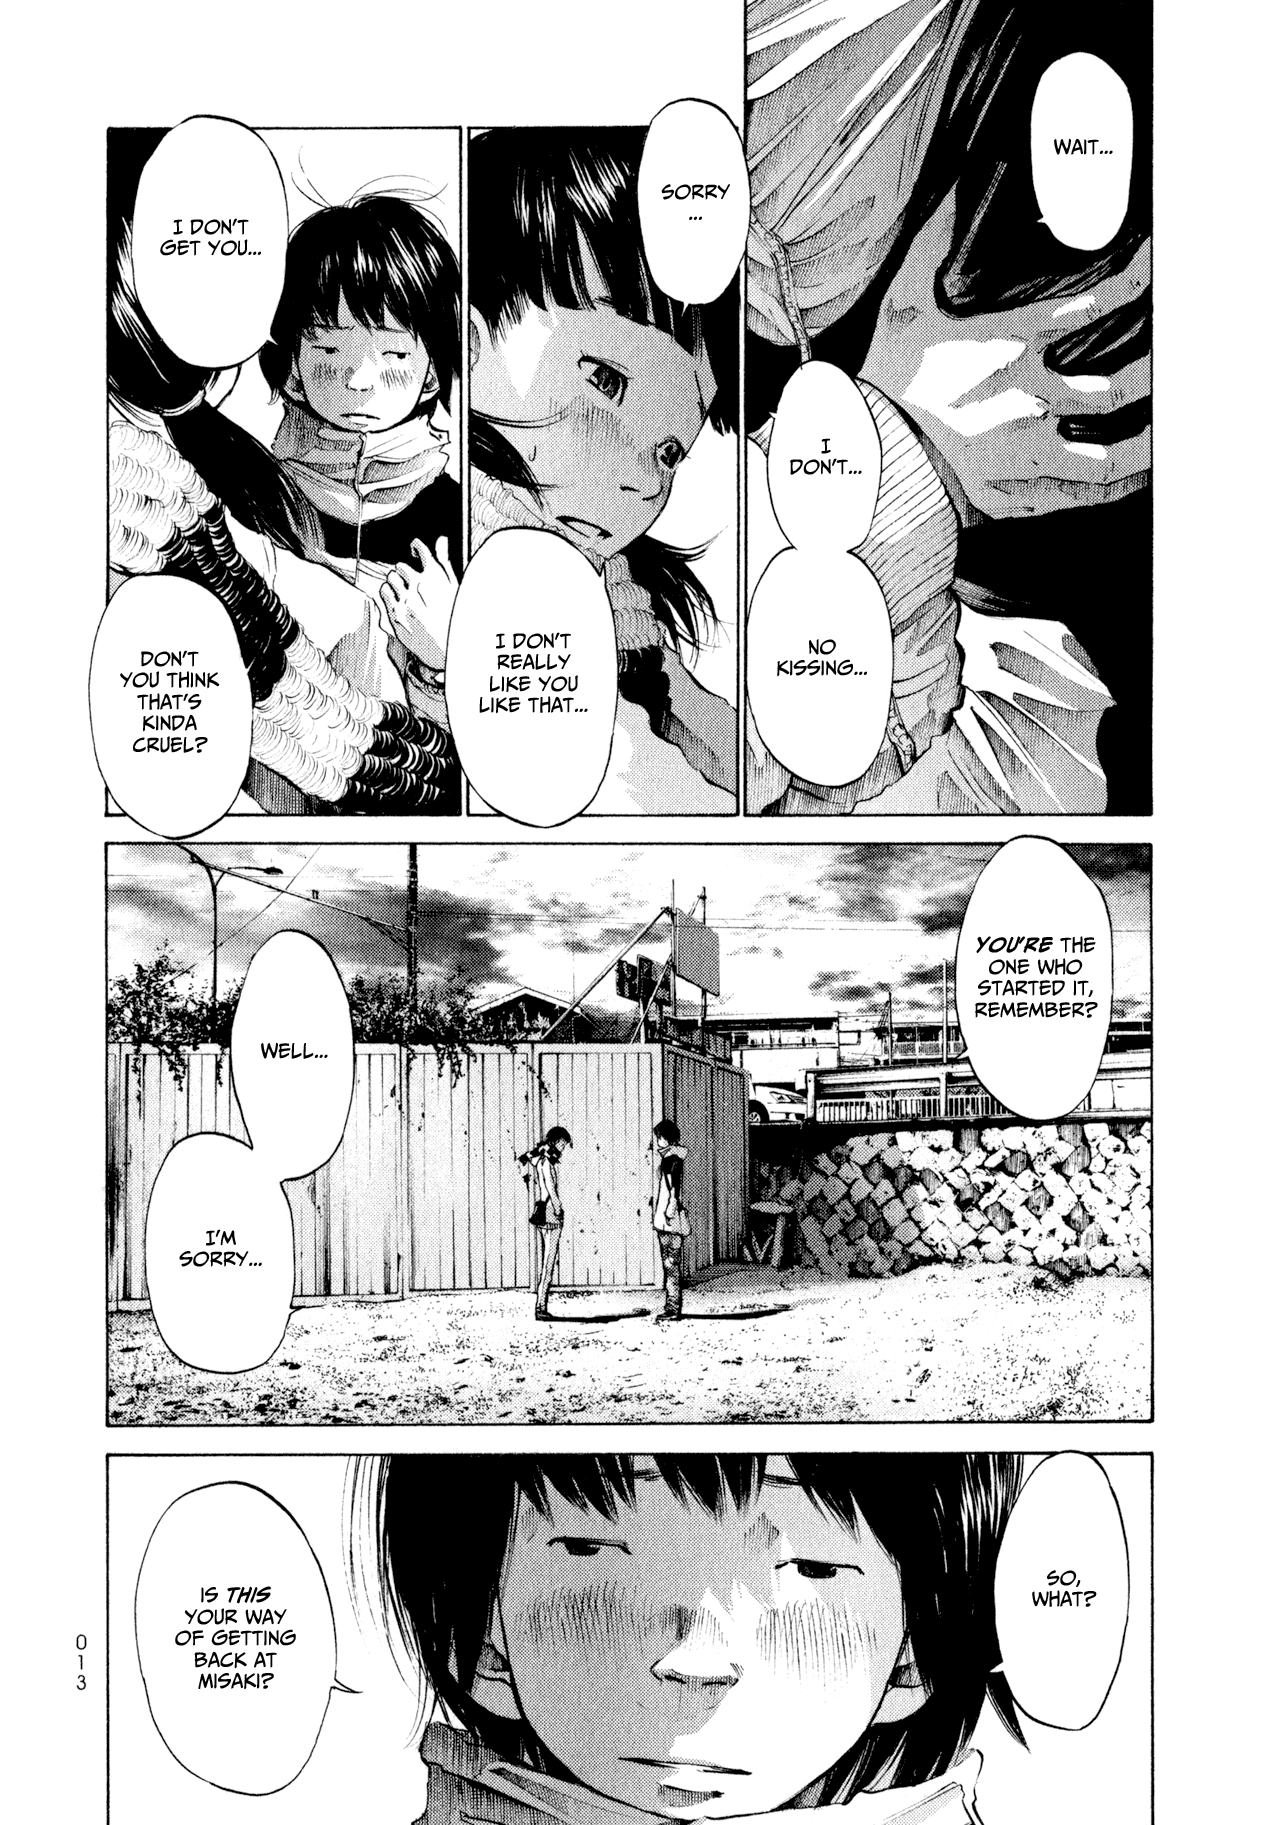 WAIT...
I
DON'T...
NO
KISSING...
SORRY
...
I DON'T
REALLY
LIKE YOU
LIKE THAT...
I DON'T
GET YOU...
DON'T
YOU THINK
THAT'S
KINDA
CRUEL?
YOU'RE THE
ONE WHO
STARTED IT,
REMEMBER?
WELL...
I'M
SORRY...
SO,
WHAT?
IS THIS
YOUR WAY
OF GETTING
BACK AT
MISAKI?
013